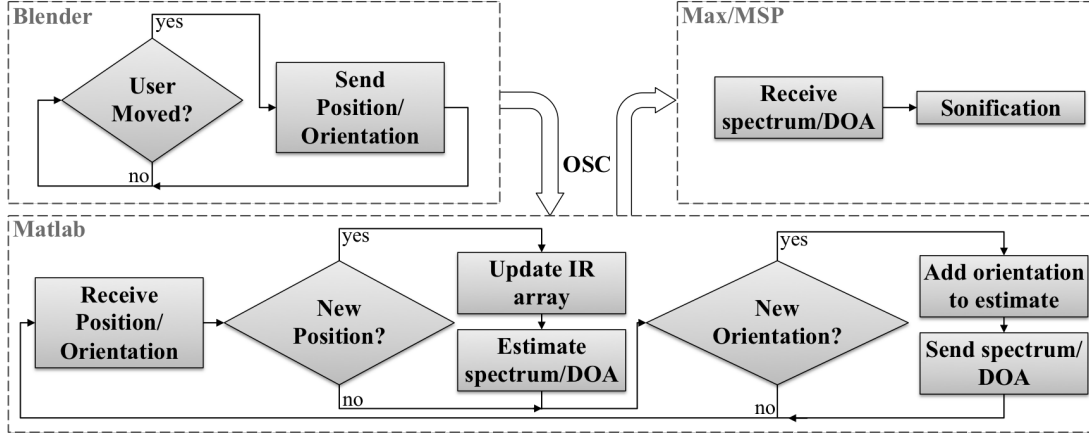 Blender
yes
User
Moved?
no
Send
Position/
Orientation
OSC
Max/MSP
Receive
spectrum/DOA
Sonification
Matlab
Receive
Position/
Orientation
yes
New
Position?
no
Update IR
array
Estimate
spectrum/DOA
yes
New
Orientation?
no
Add orientation
to estimate
Send spectrum/
DOA